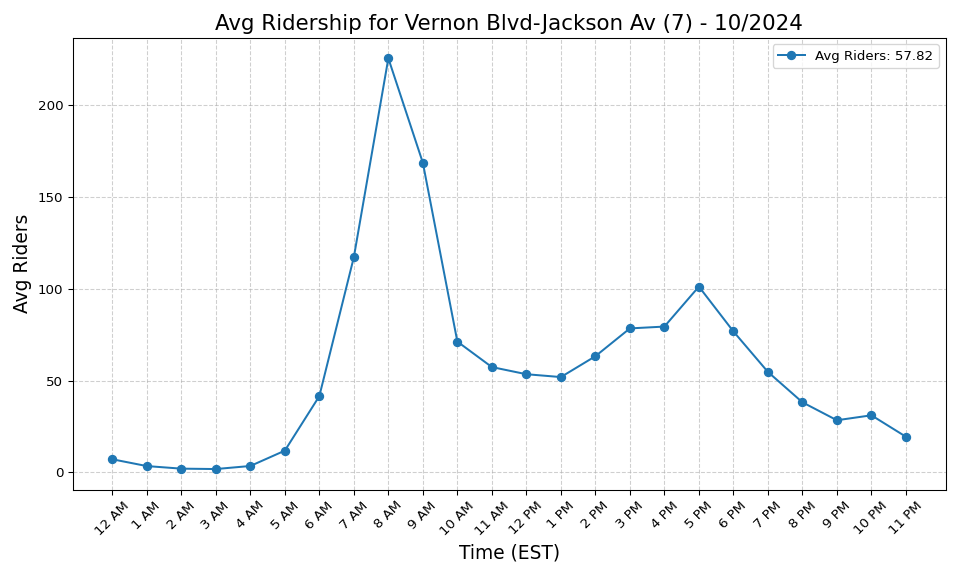 Avg Ridership for Vernon Blvd-Jackson Av (7) - 10/2024
Avg Riders: 57.82
Avg Riders
200
150
100
50
0
12 AM
1 AM
2 AM
3 AM
4 AM
5 AM
6 AM
7 AM
8 AM
9 AM
10 AM
11 AM
12 PM
1 PM
2 PM
3 PM
4 PM
5 PM
6 PM
7 PM
8 PM
9 PM
10 PM
11 PM
Time (EST)